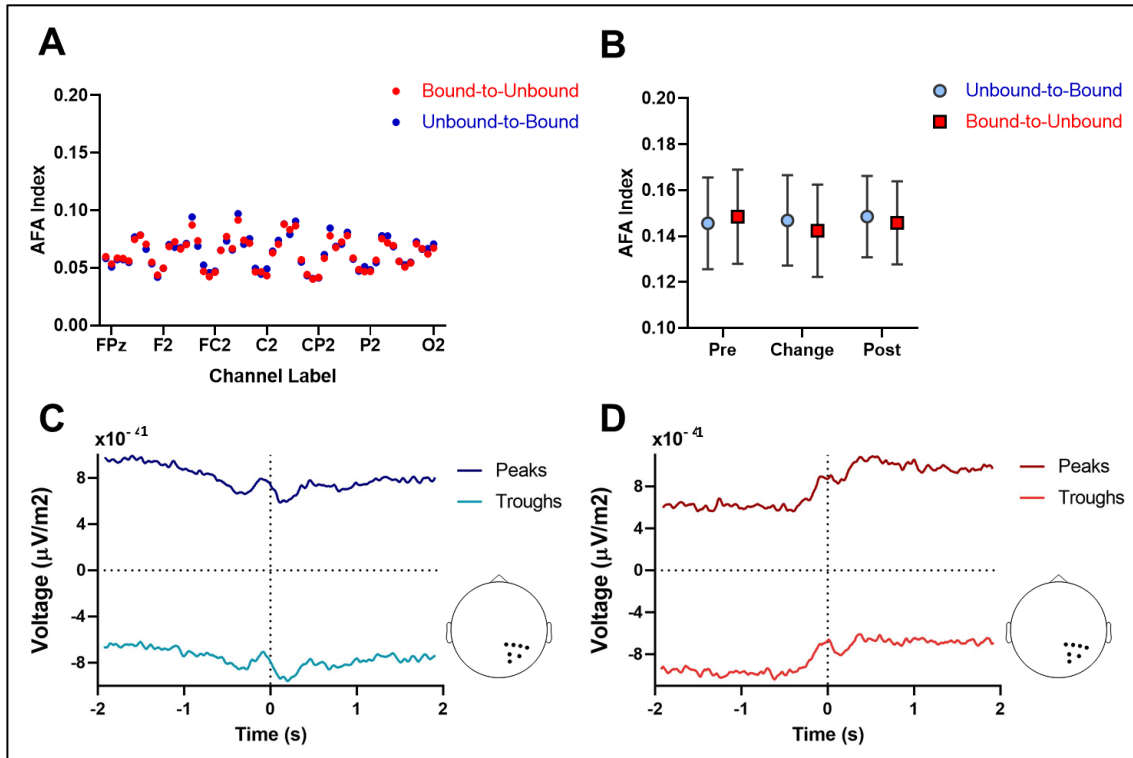 A
Bound-to-Unbound
Unbound-to-Bound
0.20
0.15
0.10
0.05
0.00
AFA Index
FPz F2 FC2 C2 CP2 P2 O2
Channel Label
B
Unbound-to-Bound
Bound-to-Unbound
0.20
0.18
0.16
0.14
0.12
0.10
AFA Index
Pre Change Post
C
x10⁻⁴¹
Peaks
Troughs
8
4
0
-4
-8
Voltage (μV/m2)
-2 -1 0 1 2
Time (s)
D
x10⁻⁴¹
Peaks
Troughs
8
4
0
-4
-8
Voltage (μV/m2)
-2 -1 0 1 2
Time (s)